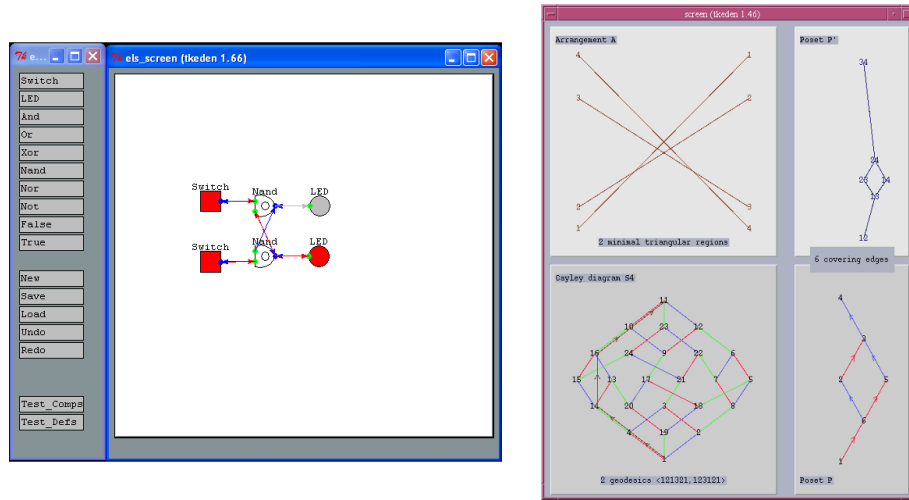 e...
els_screen (tkeden 1.66)
Switch
LED
And
Or
Xor
Nand
Nor
Not
False
True
New
Save
Load
Undo
Redo
Test_Comps
Test_Defs
Switch Nand LED
Switch Nand LED
screen (tkeden 1.46)
Arrangement A
4 1
3 2
2 3
1 4
2 minimal triangular regions
Poset P'
34
24
23 14
13
12
6 covering edges
Cayley diagram S4
11
10 23 12
16 24 9 22 6
15 13 17 21 7 5
14 20 3 18 8
4 19 2
1
2 geodesics <121321,123121>
4
3
2 5
6
1
Poset P